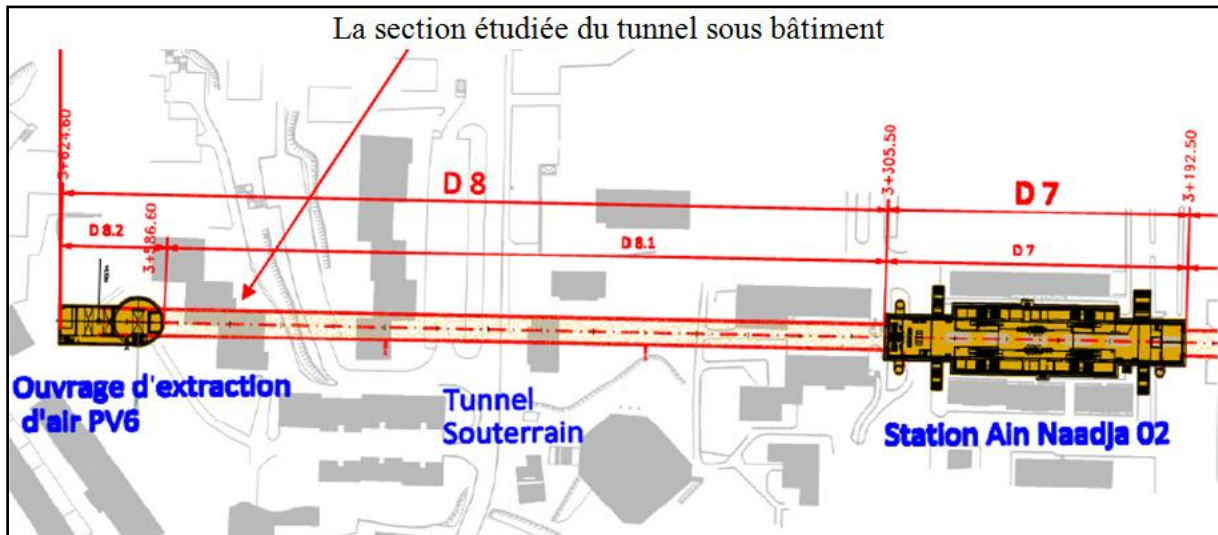 La section étudiée du tunnel sous bâtiment
3+624.60
3+305.50
3+192.50
D 8
D 7
D 8.2
3+586.60
D 8.1
D 7
Ouvrage d'extraction
d'air PV6
Tunnel
Souterrain
Station Ain Naadja 02